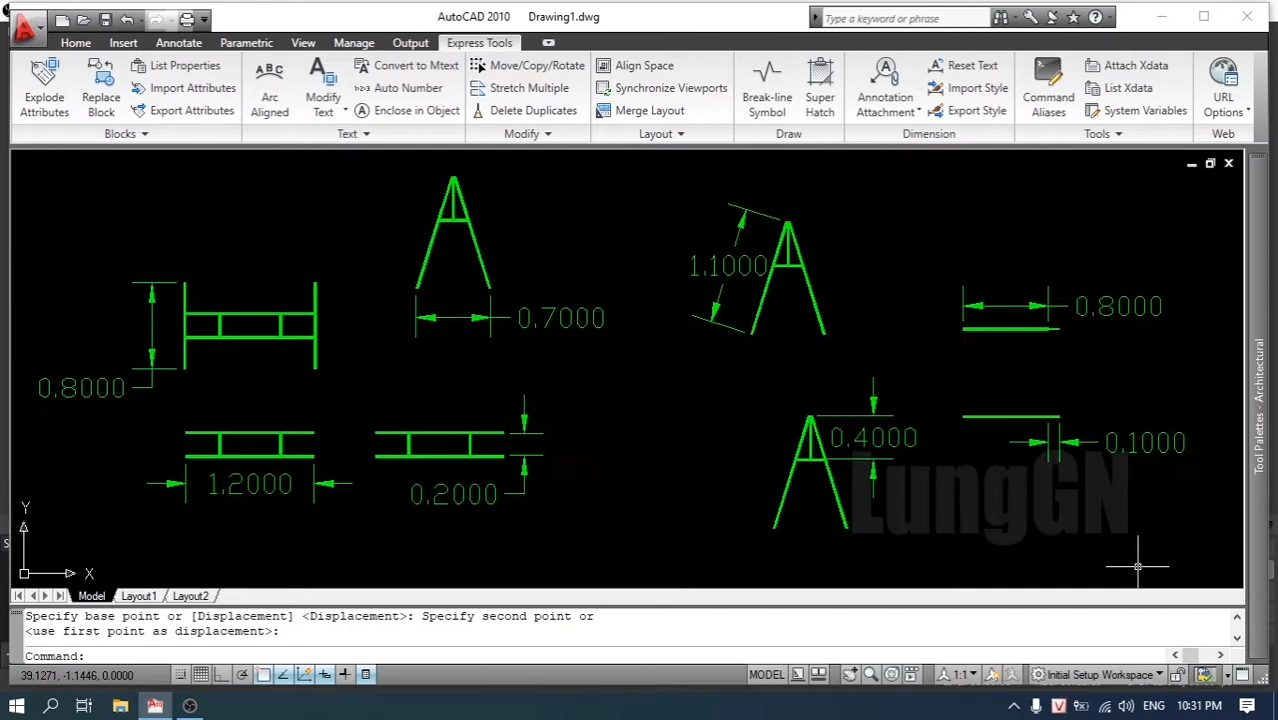 AutoCAD 2010 Drawing1.dwg
Type a keyword or phrase
Home Insert Annotate Parametric View Manage Output Express Tools
Explode Attributes
Replace Block
List Properties
Import Attributes
Export Attributes
Blocks
ABC
Arc Aligned
Modify Text
Convert to Mtext
Auto Number
Enclose in Object
Text
Move/Copy/Rotate
Stretch Multiple
Delete Duplicates
Modify
Align Space
Synchronize Viewports
Merge Layout
Layout
Break-line Symbol
Super Hatch
Draw
Annotation Attachment
Reset Text
Import Style
Export Style
Dimension
Command Aliases
Attach Xdata
List Xdata
System Variables
Tools
URL Options
Web
1.1000
0.7000
0.8000
0.8000
0.4000
0.1000
1.2000
0.2000
LungGN
Tool Palettes - Architectural
Y
X
Model Layout1 Layout2
Specify base point or [Displacement] <Displacement>: Specify second point or
<use first point as displacement>:
Command:
39.1271, -1.1446, 0.0000
MODEL
1:1
Initial Setup Workspace
ENG 10:31 PM